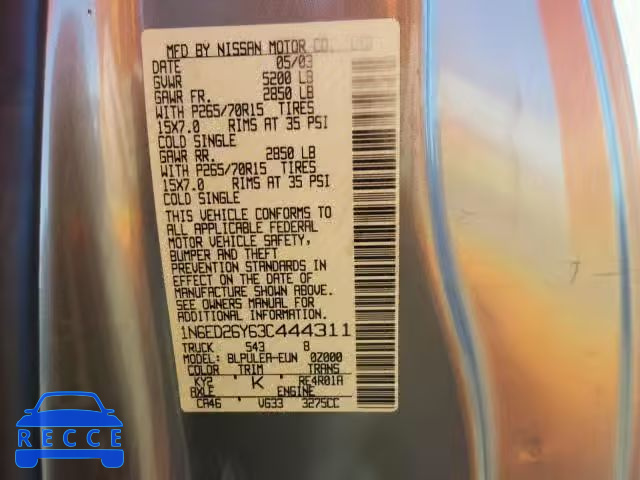 MFD BY NISSAN MOTOR CO., LTD
DATE 05/03
GVWR 5200 LB
GAWR FR. 2850 LB
WITH P265/70R15 TIRES
15X7.0 RIMS AT 35 PSI
COLD SINGLE
GAWR RR. 2850 LB
WITH P265/70R15 TIRES
15X7.0 RIMS AT 35 PSI
COLD SINGLE
THIS VEHICLE CONFORMS TO
ALL APPLICABLE FEDERAL
MOTOR VEHICLE SAFETY,
BUMPER AND THEFT
PREVENTION STANDARDS IN
EFFECT ON THE DATE OF
MANUFACTURE SHOWN ABOVE.
SEE OWNERS MANUAL FOR
ADDITIONAL INFORMATION.
1N6ED26Y63C444311
TRUCK 543 8
MODEL BLPULEA-EUN 0Z000
COLOR TRIM TRANS
KY2 K RE4R01A
AXLE ENGINE
CA46 VG33 3275CC
RECCE